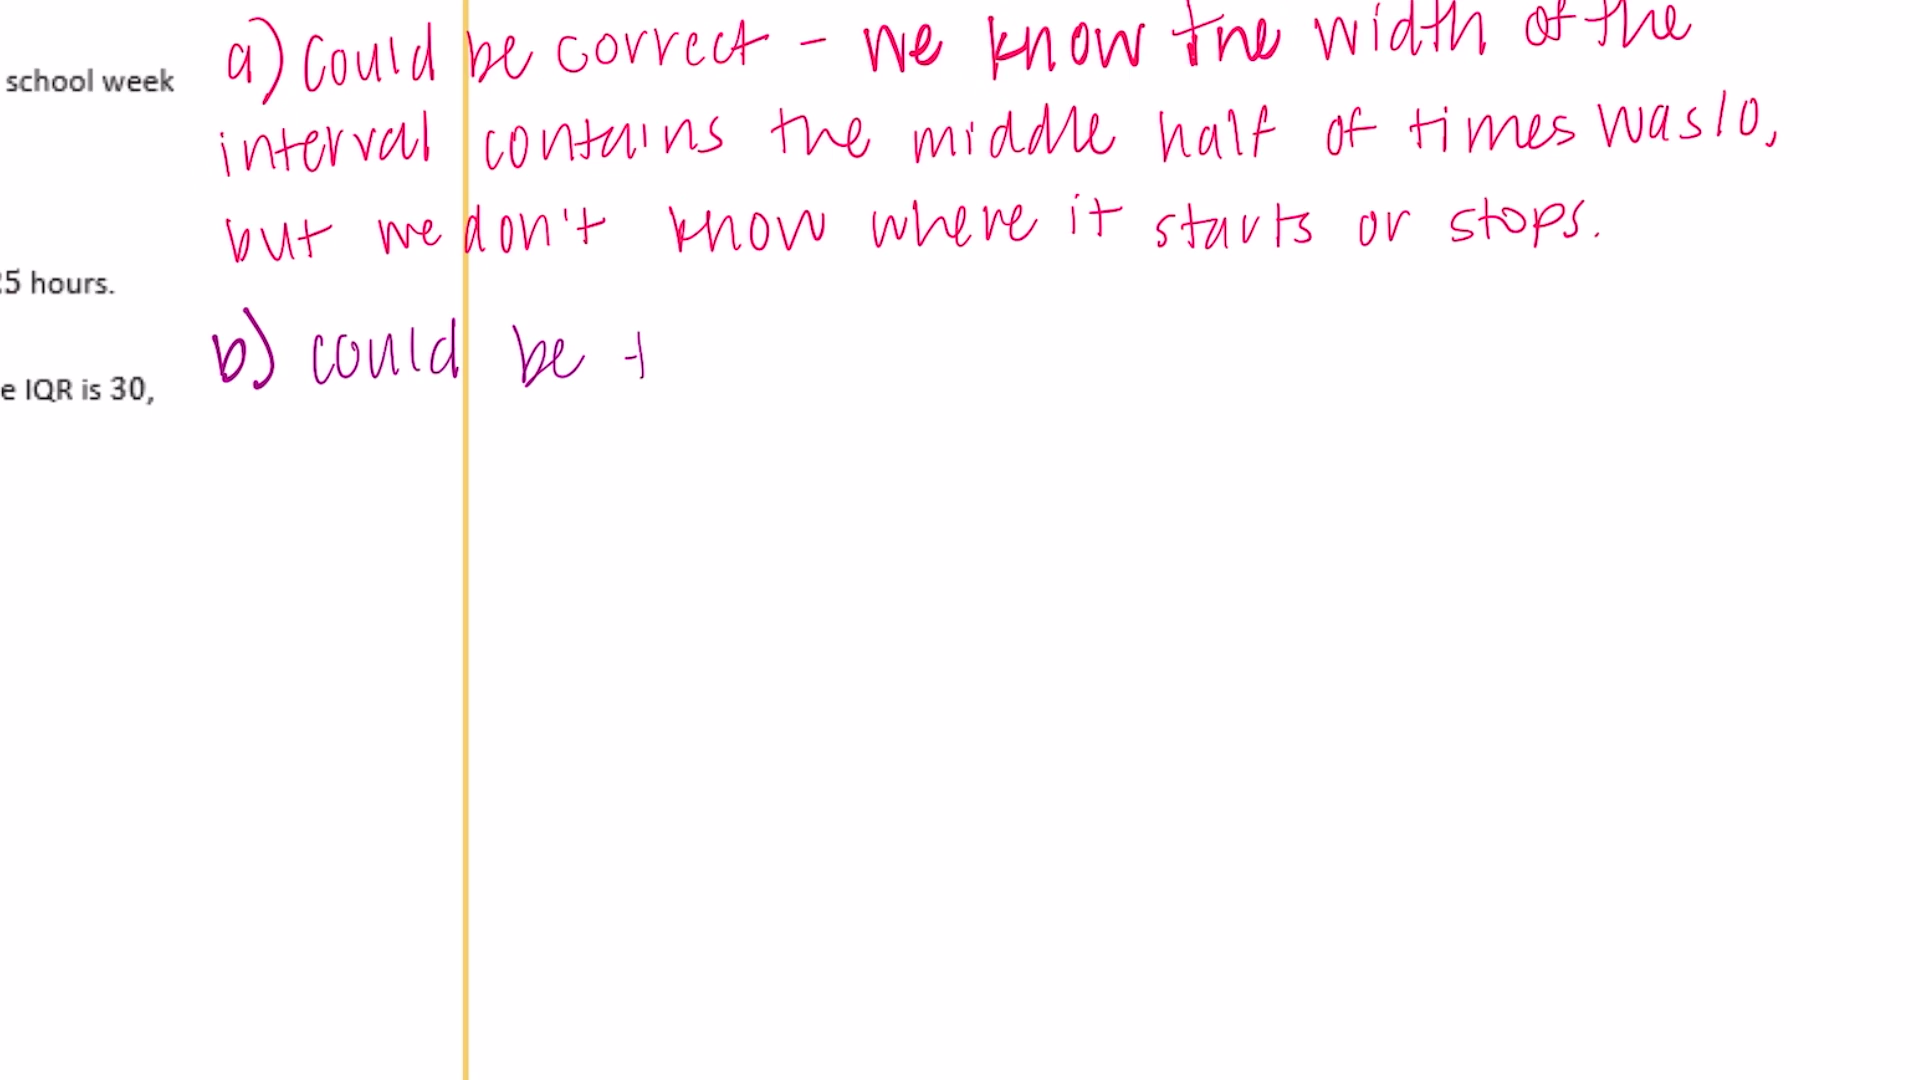 school week
a) Could be correct - we know the width of the
interval contains the middle half of times was 10,
but we don't know where it starts or stops.
5 hours.
b) could be
e IQR is 30,